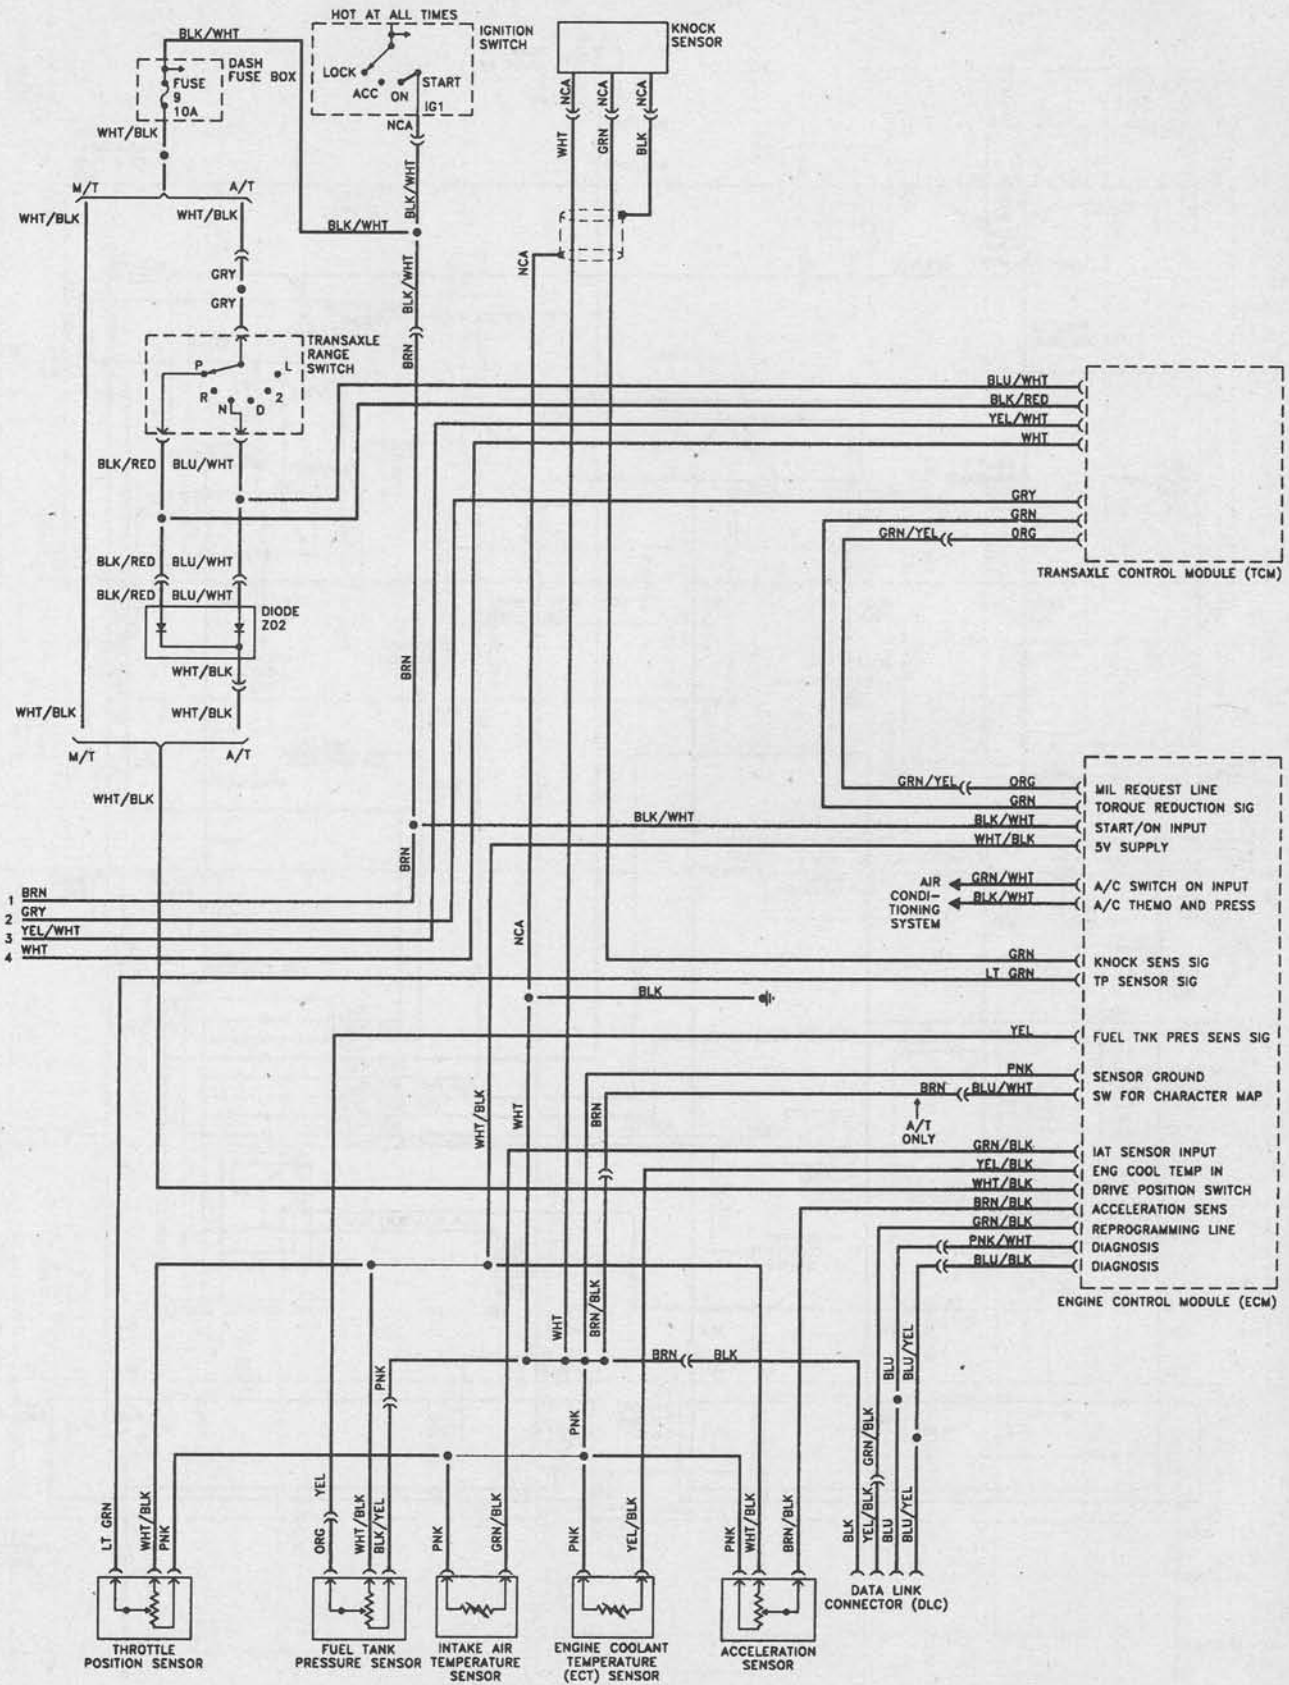 HOT AT ALL TIMES
BLK/WHT
IGNITION
SWITCH
KNOCK
SENSOR
DASH
FUSE BOX
FUSE
9
10A
LOCK
ACC
ON
START
IG1
NCA
NCA
NCA
NCA
WHT/BLK
WHT
GRN
BLK
M/T
A/T
BLK/WHT
WHT/BLK
WHT/BLK
BLK/WHT
NCA
GRY
GRY
BLK/WHT
TRANSAXLE
RANGE
SWITCH
P
L
R
N
D
2
BRN
BLU/WHT
BLK/RED
YEL/WHT
WHT
BLK/RED
BLU/WHT
GRY
GRN
GRN/YEL
ORG
TRANSAXLE CONTROL MODULE (TCM)
BLK/RED
BLU/WHT
BLK/RED
BLU/WHT
DIODE
Z02
WHT/BLK
BRN
WHT/BLK
WHT/BLK
M/T
A/T
WHT/BLK
GRN/YEL
ORG
MIL REQUEST LINE
GRN
TORQUE REDUCTION SIG
BLK/WHT
BLK/WHT
START/ON INPUT
WHT/BLK
5V SUPPLY
BRN
AIR
CONDI-
TIONING
SYSTEM
GRN/WHT
A/C SWITCH ON INPUT
BLK/WHT
A/C THEMO AND PRESS
1 BRN
2 GRY
3 YEL/WHT
4 WHT
NCA
GRN
KNOCK SENS SIG
LT GRN
TP SENSOR SIG
BLK
YEL
FUEL TNK PRES SENS SIG
PNK
SENSOR GROUND
BRN
BLU/WHT
SW FOR CHARACTER MAP
A/T
ONLY
WHT/BLK
WHT
BRN
GRN/BLK
IAT SENSOR INPUT
YEL/BLK
ENG COOL TEMP IN
WHT/BLK
DRIVE POSITION SWITCH
BRN/BLK
ACCELERATION SENS
GRN/BLK
REPROGRAMMING LINE
PNK/WHT
DIAGNOSIS
BLU/BLK
DIAGNOSIS
ENGINE CONTROL MODULE (ECM)
WHT
BRN/BLK
BRN
BLK
BLU
BLU/YEL
PNK
PNK
GRN/BLK
LT GRN
WHT/BLK
PNK
YEL
ORG
WHT/BLK
BLK/YEL
PNK
GRN/BLK
PNK
YEL/BLK
PNK
WHT/BLK
BRN/BLK
BLK
YEL/BLK
BLU
BLU/YEL
DATA LINK
CONNECTOR (DLC)
THROTTLE
POSITION SENSOR
FUEL TANK
PRESSURE SENSOR
INTAKE AIR
TEMPERATURE
SENSOR
ENGINE COOLANT
TEMPERATURE
(ECT) SENSOR
ACCELERATION
SENSOR